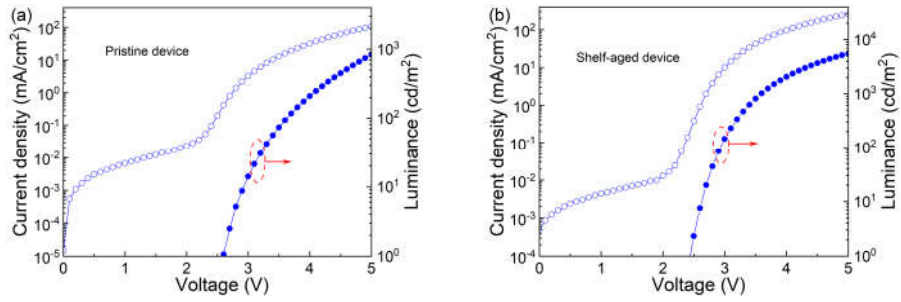 (a)
Pristine device
Current density (mA/cm²)
10²
10¹
10⁰
10⁻¹
10⁻²
10⁻³
10⁻⁴
10⁻⁵
0 1 2 3 4 5
Voltage (V)
10³
10²
10¹
10⁰
Luminance (cd/m²)
(b)
Shelf-aged device
Current density (mA/cm²)
10²
10¹
10⁰
10⁻¹
10⁻²
10⁻³
10⁻⁴
0 1 2 3 4 5
Voltage (V)
10⁴
10³
10²
10¹
10⁰
Luminance (cd/m²)